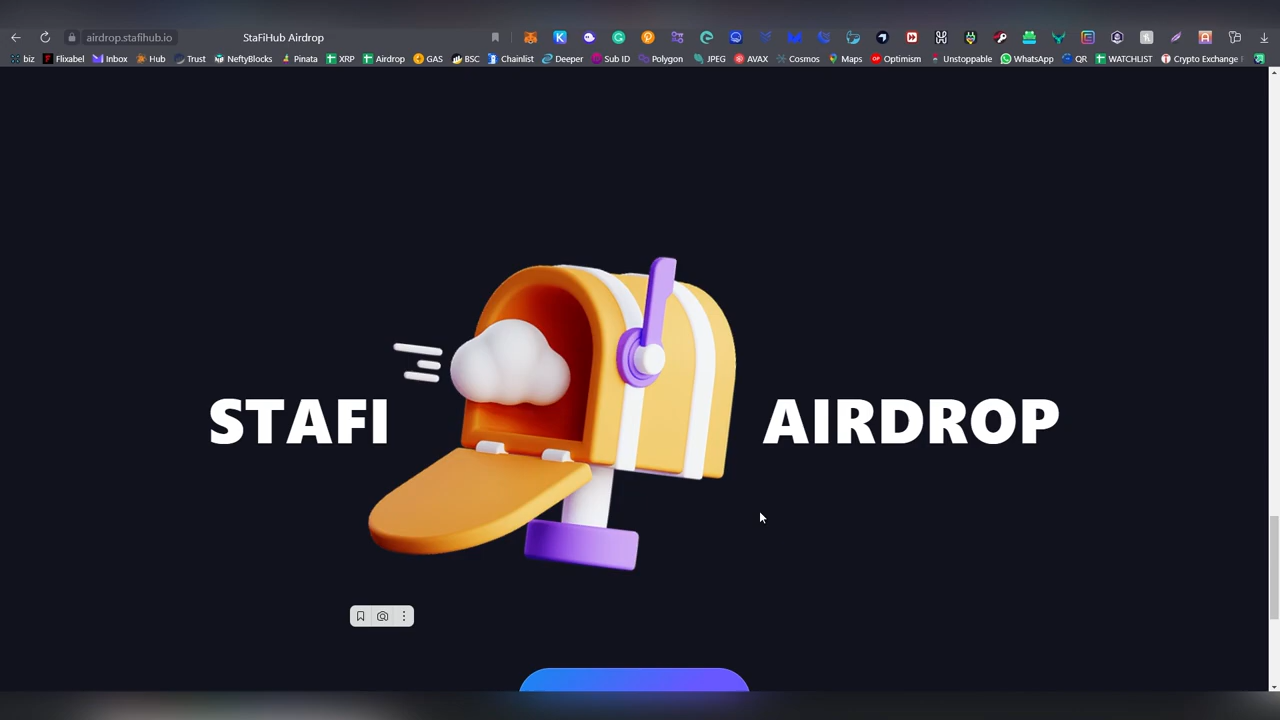 airdrop.stafihub.io
StaFiHub Airdrop
biz Flixabel Inbox Hub Trust NeftyBlocks Pinata XRP Airdrop GAS BSC Chainlist Deeper Sub ID Polygon JPEG AVAX Cosmos Maps Optimism Unstoppable WhatsApp QR WATCHLIST Crypto Exchange
STAFI AIRDROP